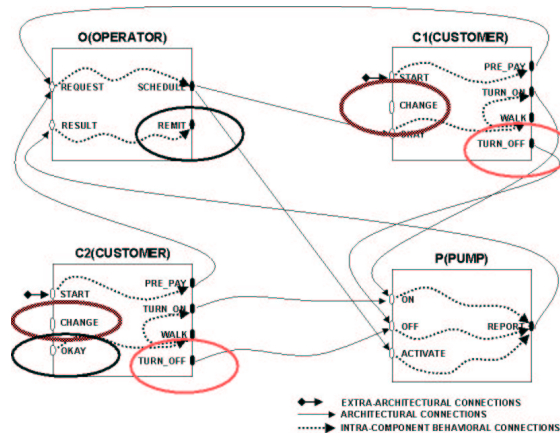 O(OPERATOR)
REQUEST
SCHEDULE
RESULT
REMIT
C1(CUSTOMER)
PRE_PAY
START
TURN_ON
CHANGE
WALK
OKAY
TURN_OFF
C2(CUSTOMER)
PRE_PAY
START
TURN_ON
CHANGE
WALK
OKAY
TURN_OFF
P(PUMP)
ON
OFF
REPORT
ACTIVATE
EXTRA-ARCHITECTURAL CONNECTIONS
ARCHITECTURAL CONNECTIONS
INTRA-COMPONENT BEHAVIORAL CONNECTIONS